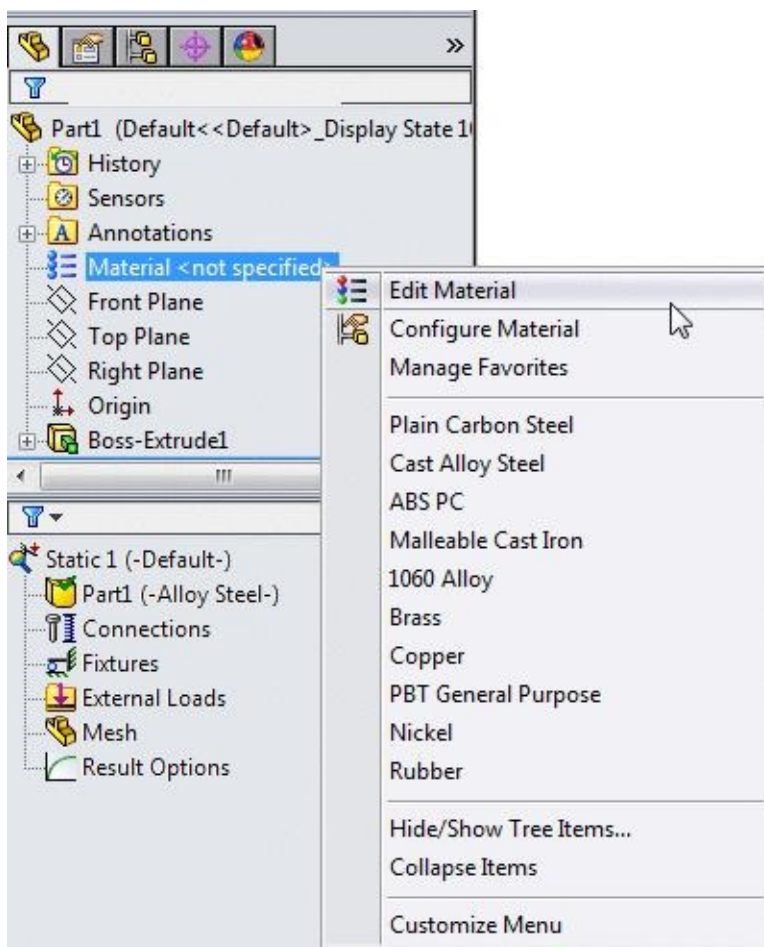 Part1 (Default<<Default>_Display State 1
History
Sensors
A Annotations
Material <not specified>
Front Plane
Top Plane
Right Plane
Origin
Boss-Extrude1
Edit Material
Configure Material
Manage Favorites
Plain Carbon Steel
Cast Alloy Steel
ABS PC
Malleable Cast Iron
1060 Alloy
Brass
Copper
PBT General Purpose
Nickel
Rubber
Hide/Show Tree Items...
Collapse Items
Customize Menu
Static 1 (-Default-)
Part1 (-Alloy Steel-)
Connections
Fixtures
External Loads
Mesh
Result Options